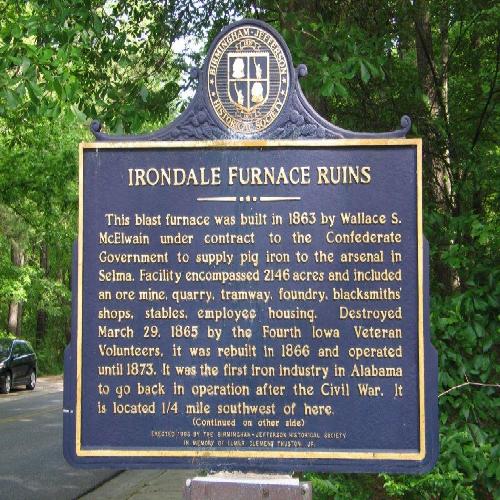 BIRMINGHAM-JEFFERSON
HISTORICAL SOCIETY
IRONDALE FURNACE RUINS
This blast furnace was built in 1863 by Wallace S.
McElwain under contract to the Confederate
Government to supply pig iron to the arsenal in
Selma. Facility encompassed 2146 acres and included
an ore mine, quarry, tramway, foundry, blacksmiths'
shops, stables, employee housing. Destroyed
March 29, 1865 by the Fourth Iowa Veteran
Volunteers, it was rebuilt in 1866 and operated
until 1873. It was the first iron industry in Alabama
to go back in operation after the Civil War. It
is located 1/4 mile southwest of here.
(Continued on other side)
ERECTED BY THE BIRMINGHAM-JEFFERSON HISTORICAL SOCIETY
IN MEMORY OF CLEMENT THUSTON, JR.